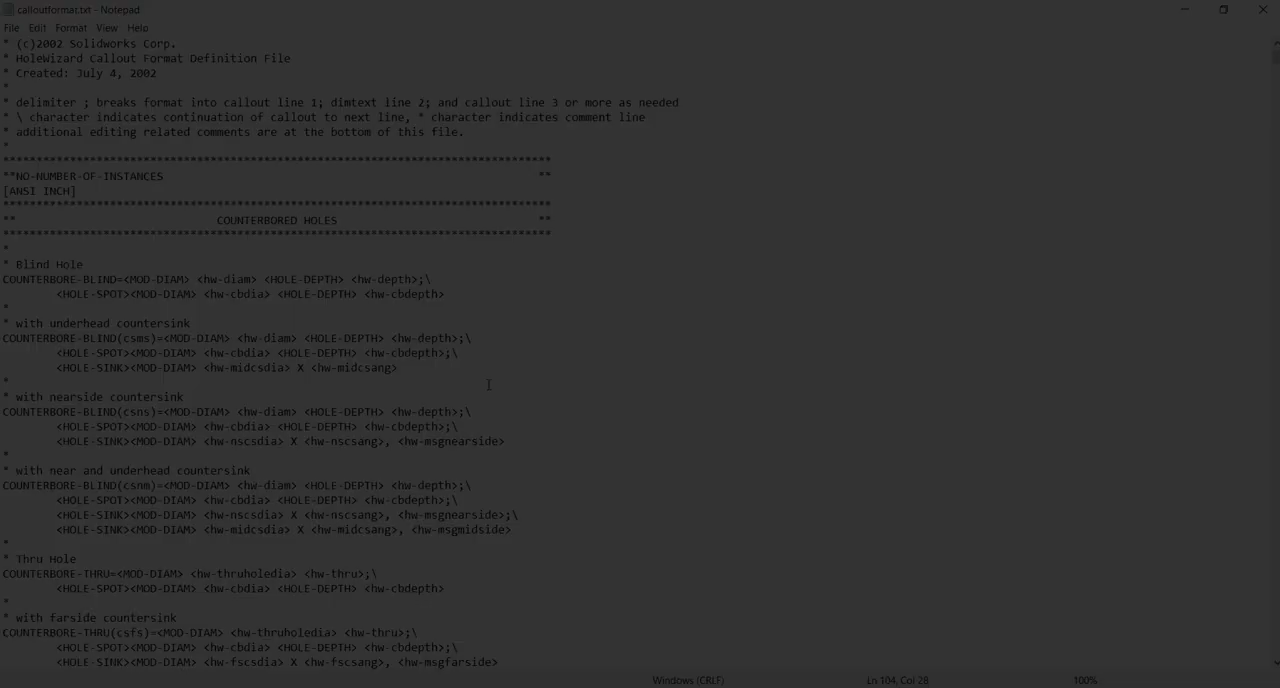 calloutformat.txt - Notepad
File Edit Format View Help
* (c)2002 Solidworks Corp.
* HoleWizard Callout Format Definition File
* Created: July 4, 2002
*
* delimiter ; breaks format into callout line 1; dimtext line 2; and callout line 3 or more as needed
* \ character indicates continuation of callout to next line, * character indicates comment line
* additional editing related comments are at the bottom of this file.
*
**********************************************************************************
**NO-NUMBER-OF-INSTANCES **
[ANSI INCH]
**********************************************************************************
** COUNTERBORED HOLES **
**********************************************************************************
*
* Blind Hole
COUNTERBORE-BLIND=<MOD-DIAM> <hw-diam> <HOLE-DEPTH> <hw-depth>;\
<HOLE-SPOT><MOD-DIAM> <hw-cbdia> <HOLE-DEPTH> <hw-cbdepth>
*
* with underhead countersink
COUNTERBORE-BLIND(csms)=<MOD-DIAM> <hw-diam> <HOLE-DEPTH> <hw-depth>;\
<HOLE-SPOT><MOD-DIAM> <hw-cbdia> <HOLE-DEPTH> <hw-cbdepth>;\
<HOLE-SINK><MOD-DIAM> <hw-midcsdia> X <hw-midcsang>
*
* with nearside countersink
COUNTERBORE-BLIND(csns)=<MOD-DIAM> <hw-diam> <HOLE-DEPTH> <hw-depth>;\
<HOLE-SPOT><MOD-DIAM> <hw-cbdia> <HOLE-DEPTH> <hw-cbdepth>;\
<HOLE-SINK><MOD-DIAM> <hw-nscsdia> X <hw-nscsang>, <hw-msgnearside>
*
* with near and underhead countersink
COUNTERBORE-BLIND(csnm)=<MOD-DIAM> <hw-diam> <HOLE-DEPTH> <hw-depth>;\
<HOLE-SPOT><MOD-DIAM> <hw-cbdia> <HOLE-DEPTH> <hw-cbdepth>;\
<HOLE-SINK><MOD-DIAM> <hw-nscsdia> X <hw-nscsang>, <hw-msgnearside>;\
<HOLE-SINK><MOD-DIAM> <hw-midcsdia> X <hw-midcsang>, <hw-msgmidside>
*
* Thru Hole
COUNTERBORE-THRU=<MOD-DIAM> <hw-thruholedia> <hw-thru>;\
<HOLE-SPOT><MOD-DIAM> <hw-cbdia> <HOLE-DEPTH> <hw-cbdepth>
*
* with farside countersink
COUNTERBORE-THRU(csfs)=<MOD-DIAM> <hw-thruholedia> <hw-thru>;\
<HOLE-SPOT><MOD-DIAM> <hw-cbdia> <HOLE-DEPTH> <hw-cbdepth>;\
<HOLE-SINK><MOD-DIAM> <hw-fscsdia> X <hw-fscsang>, <hw-msgfarside>
Windows (CRLF) Ln 104, Col 28 100%